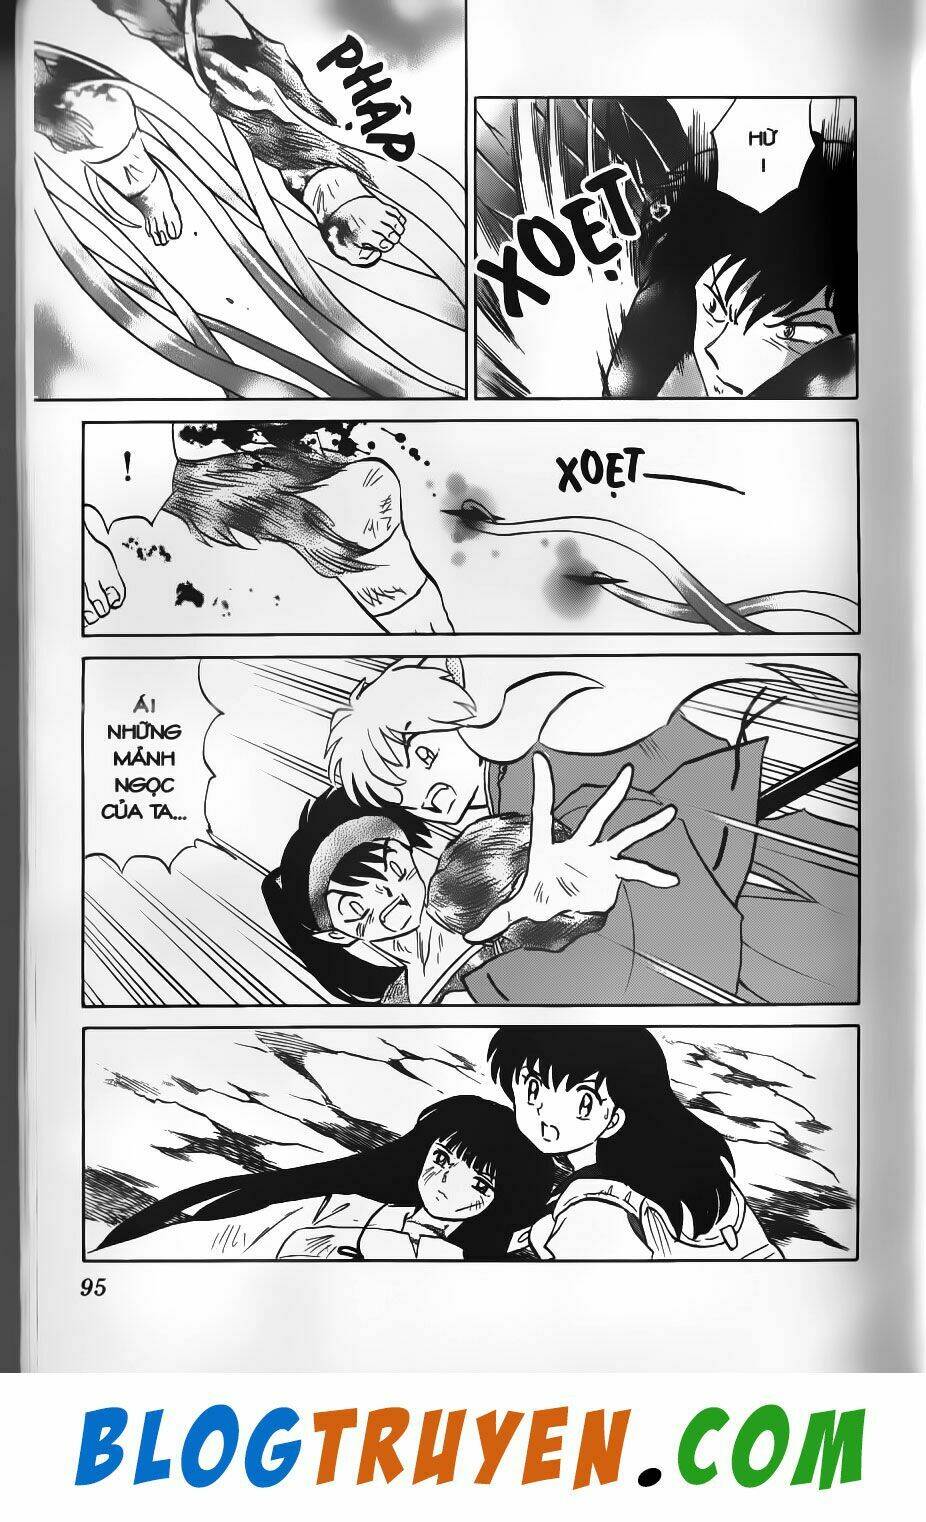 PHẬP
HỪ
!
XOẸT
!
XOẸT
ÁI
NHỮNG
MẢNH
NGỌC
CỦA TA...
95
BLOGTRUYEN.COM